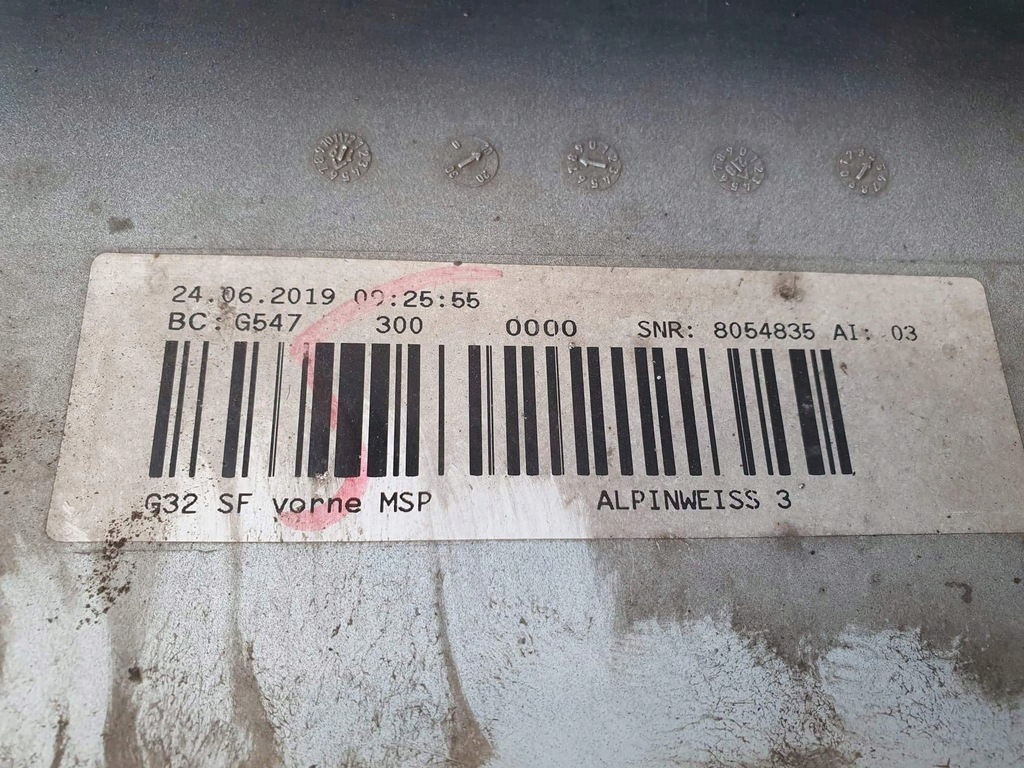 24.06.2019 09:25:55
BC: G547 300 0000 SNR: 8054835 AI: 03
G32 SF vorne MSP ALPINWEISS 3